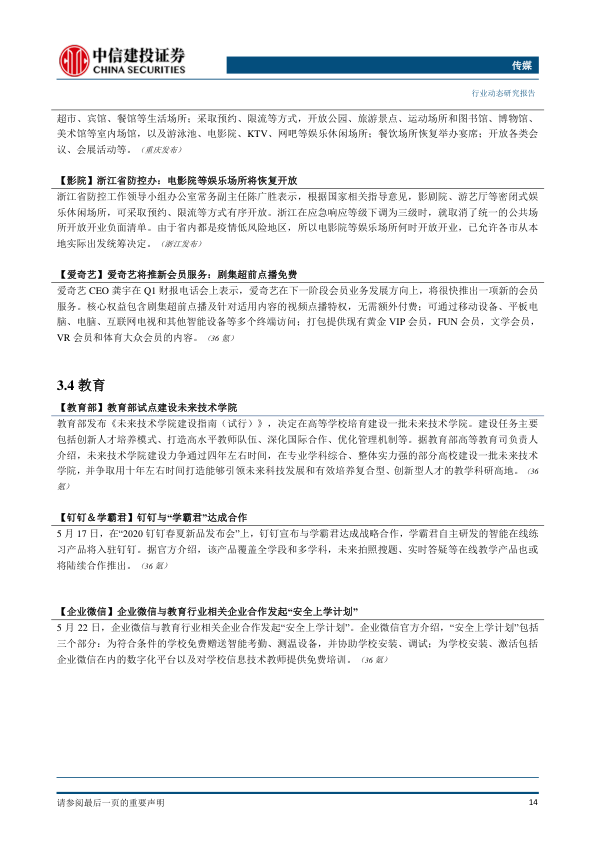 中信建投证券
CHINA SECURITIES
传媒
行业动态研究报告
超市、宾馆、餐馆等生活场所；采取预约、限流等方式，开放公园、旅游景点、运动场所和图书馆、博物馆、
美术馆等室内场馆，以及游泳池、电影院、KTV、网吧等娱乐休闲场所；餐饮场所恢复举办宴席；开放各类会
议、会展活动等。（重庆发布）
【影院】浙江省防控办：电影院等娱乐场所将恢复开放
浙江省防控工作领导小组办公室常务副主任陈广胜表示，根据国家相关指导意见，影剧院、游艺厅等密闭式娱
乐休闲场所，可采取预约、限流等方式有序开放。浙江在应急响应等级下调为三级时，就取消了统一的公共场
所开放开业负面清单。由于省内都是疫情低风险地区，所以电影院等娱乐场所何时开放开业，已允许各市从本
地实际出发统筹决定。（浙江发布）
【爱奇艺】爱奇艺将推新会员服务：剧集超前点播免费
爱奇艺 CEO 龚宇在 Q1 财报电话会上表示，爱奇艺在下一阶段会员业务发展方向上，将很快推出一项新的会员
服务。核心权益包含剧集超前点播及针对适用内容的视频点播特权，无需额外付费；可通过移动设备、平板电
脑、电脑、互联网电视和其他智能设备等多个终端访问；打包提供现有黄金 VIP 会员，FUN 会员，文学会员，
VR 会员和体育大众会员的内容。（36 氪）
3.4 教育
【教育部】教育部试点建设未来技术学院
教育部发布《未来技术学院建设指南（试行）》，决定在高等学校培育建设一批未来技术学院。建设任务主要
包括创新人才培养模式、打造高水平教师队伍、深化国际合作、优化管理机制等。据教育部高等教育司负责人
介绍，未来技术学院建设力争通过四年左右时间，在专业学科综合、整体实力强的部分高校建设一批未来技术
学院，并争取用十年左右时间打造能够引领未来科技发展和有效培养复合型、创新型人才的教学科研高地。（36
氪）
【钉钉＆学霸君】钉钉与“学霸君”达成合作
5 月 17 日，在“2020 钉钉春夏新品发布会”上，钉钉宣布与学霸君达成战略合作，学霸君自主研发的智能在线练
习产品将入驻钉钉。据官方介绍，该产品覆盖全学段和多学科，未来拍照搜题、实时答疑等在线教学产品也或
将陆续合作推出。（36 氪）
【企业微信】企业微信与教育行业相关企业合作发起“安全上学计划”
5 月 22 日，企业微信与教育行业相关企业合作发起“安全上学计划”。企业微信官方介绍，“安全上学计划”包括
三个部分：为符合条件的学校免费赠送智能考勤、测温设备，并协助学校安装、调试；为学校安装、激活包括
企业微信在内的数字化平台以及对学校信息技术教师提供免费培训。（36 氪）
请参阅最后一页的重要声明
14